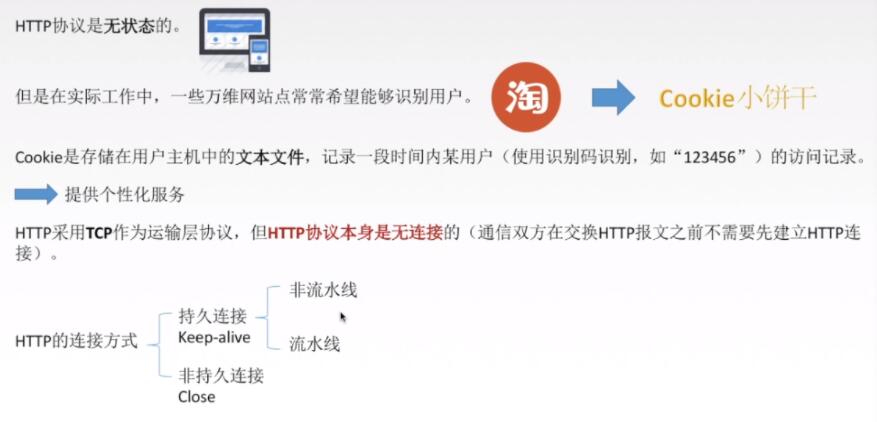 HTTP协议是无状态的。
但是在实际工作中，一些万维网站点常常希望能够识别用户。
淘
Cookie小饼干
Cookie是存储在用户主机中的文本文件，记录一段时间内某用户（使用识别码识别，如“123456”）的访问记录。
提供个性化服务
HTTP采用TCP作为运输层协议，但HTTP协议本身是无连接的（通信双方在交换HTTP报文之前不需要先建立HTTP连
接）。
HTTP的连接方式
持久连接
Keep-alive
非流水线
流水线
非持久连接
Close